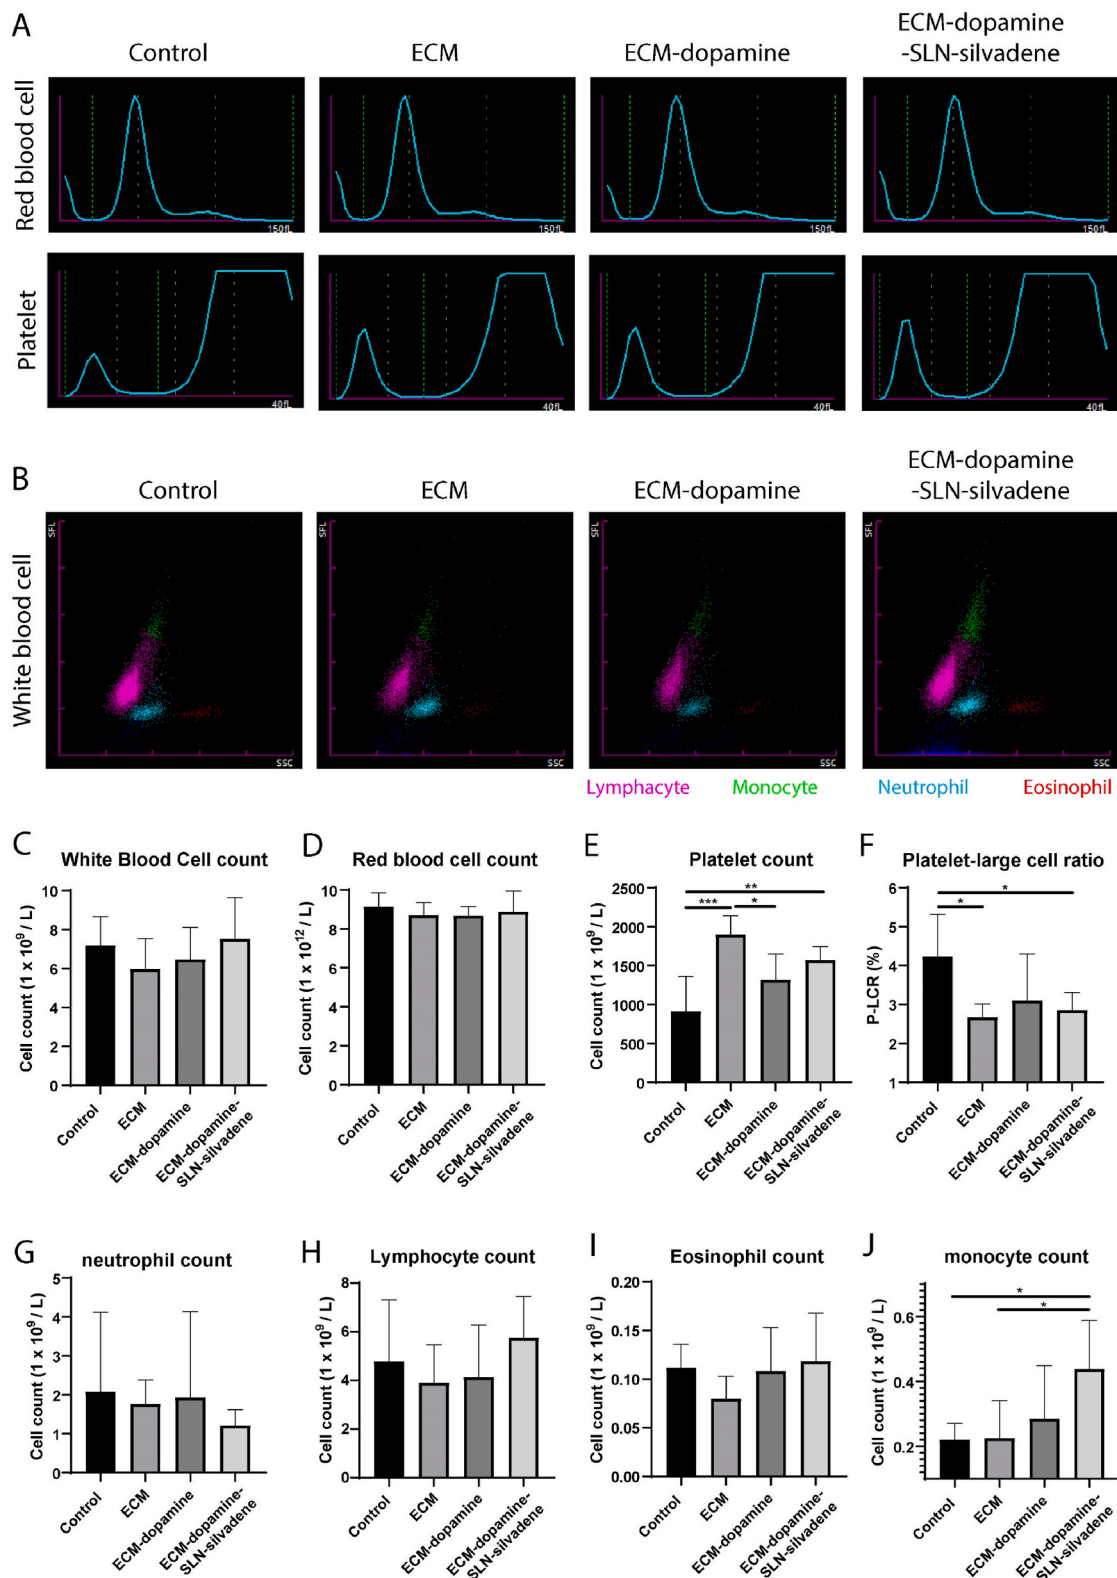 A
Control
ECM
ECM-dopamine
ECM-dopamine
-SLN-silvadene
Red blood cell
150fL
150fL
150fL
150fL
Platelet
40fL
40fL
40fL
40fL
B
Control
ECM
ECM-dopamine
ECM-dopamine
-SLN-silvadene
White blood cell
SFL
SSC
SFL
SSC
SFL
SSC
SFL
SSC
Lymphacyte
Monocyte
Neutrophil
Eosinophil
C
White Blood Cell count
Cell count (1 x 10⁹ / L)
10
8
6
4
2
0
Control
ECM
ECM-dopamine
ECM-dopamine-
SLN-silvadene
D
Red blood cell count
Cell count (1 x 10¹² / L)
10
8
6
4
2
0
Control
ECM
ECM-dopamine
ECM-dopamine-
SLN-silvadene
E
Platelet count
Cell count (1 x 10⁹ / L)
2500
2000
1500
1000
500
0
**
***
*
Control
ECM
ECM-dopamine
ECM-dopamine-
SLN-silvadene
F
Platelet-large cell ratio
P-LCR (%)
6
5
4
3
2
1
*
*
Control
ECM
ECM-dopamine
ECM-dopamine-
SLN-silvadene
G
neutrophil count
Cell count (1 x 10⁹ / L)
5
4
3
2
1
0
Control
ECM
ECM-dopamine
ECM-dopamine-
SLN-silvadene
H
Lymphocyte count
Cell count (1 x 10⁹ / L)
8
6
4
2
0
Control
ECM
ECM-dopamine
ECM-dopamine-
SLN-silvadene
I
Eosinophil count
Cell count (1 x 10⁹ / L)
0.20
0.15
0.10
0.05
0.00
Control
ECM
ECM-dopamine
ECM-dopamine-
SLN-silvadene
J
monocyte count
Cell count (1 x 10⁹ / L)
0.6
0.4
0.2
*
*
Control
ECM
ECM-dopamine
ECM-dopamine-
SLN-silvadene